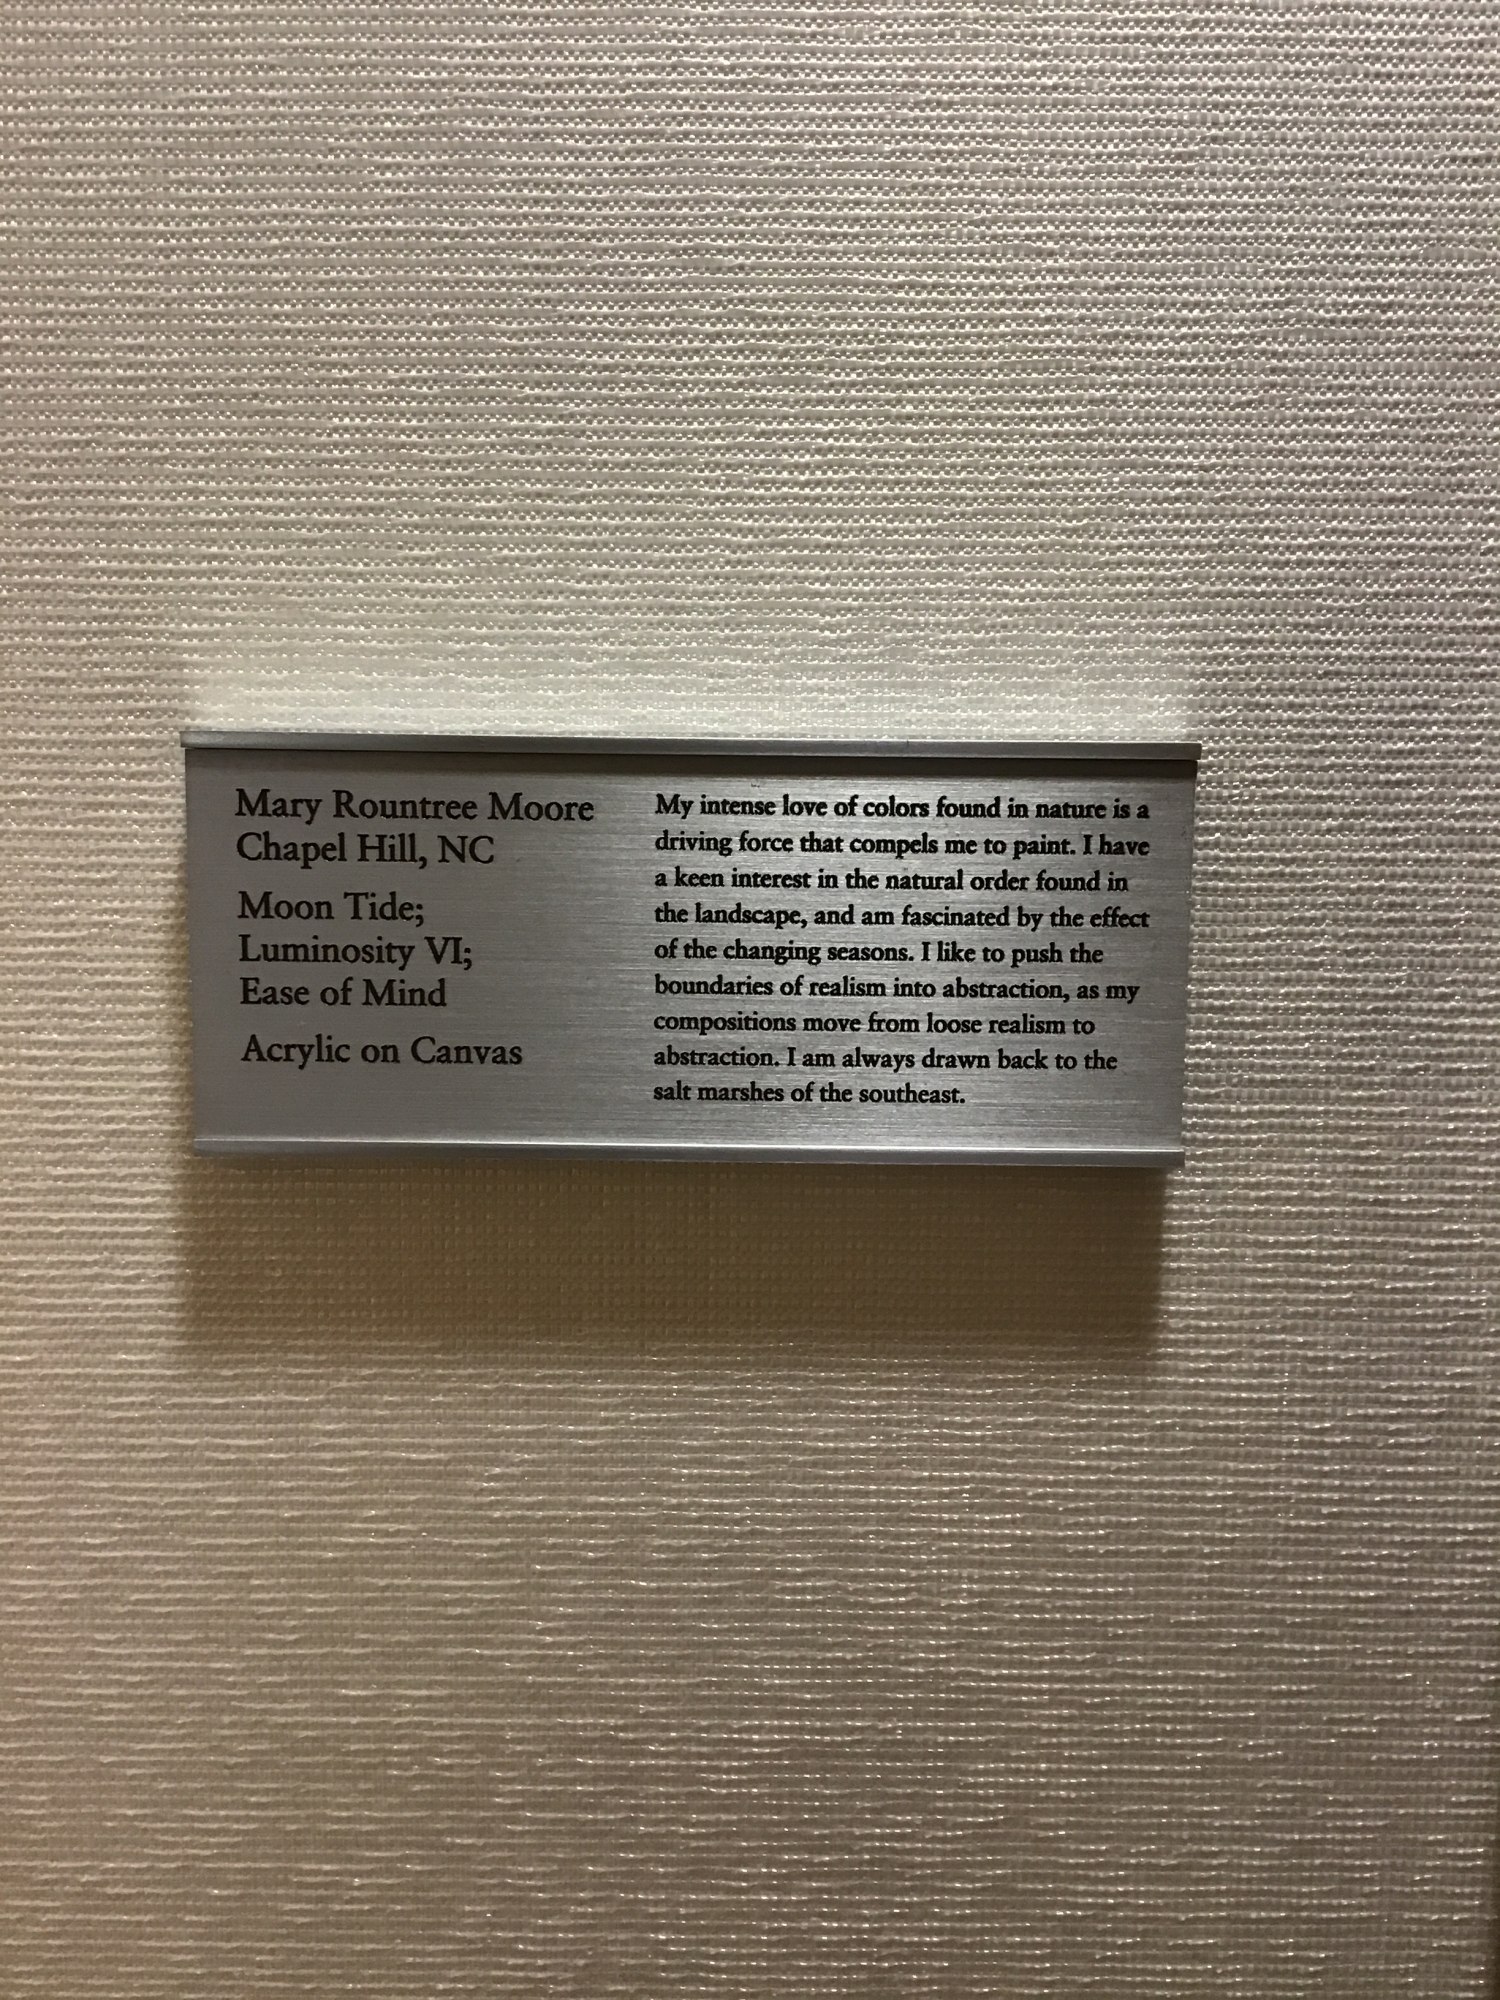 Mary Rountree Moore
Chapel Hill, NC
Moon Tide;
Luminosity VI;
Ease of Mind
Acrylic on Canvas
My intense love of colors found in nature is a
driving force that compels me to paint. I have
a keen interest in the natural order found in
the landscape, and am fascinated by the effect
of the changing seasons. I like to push the
boundaries of realism into abstraction, as my
compositions move from loose realism to
abstraction. I am always drawn back to the
salt marshes of the southeast.